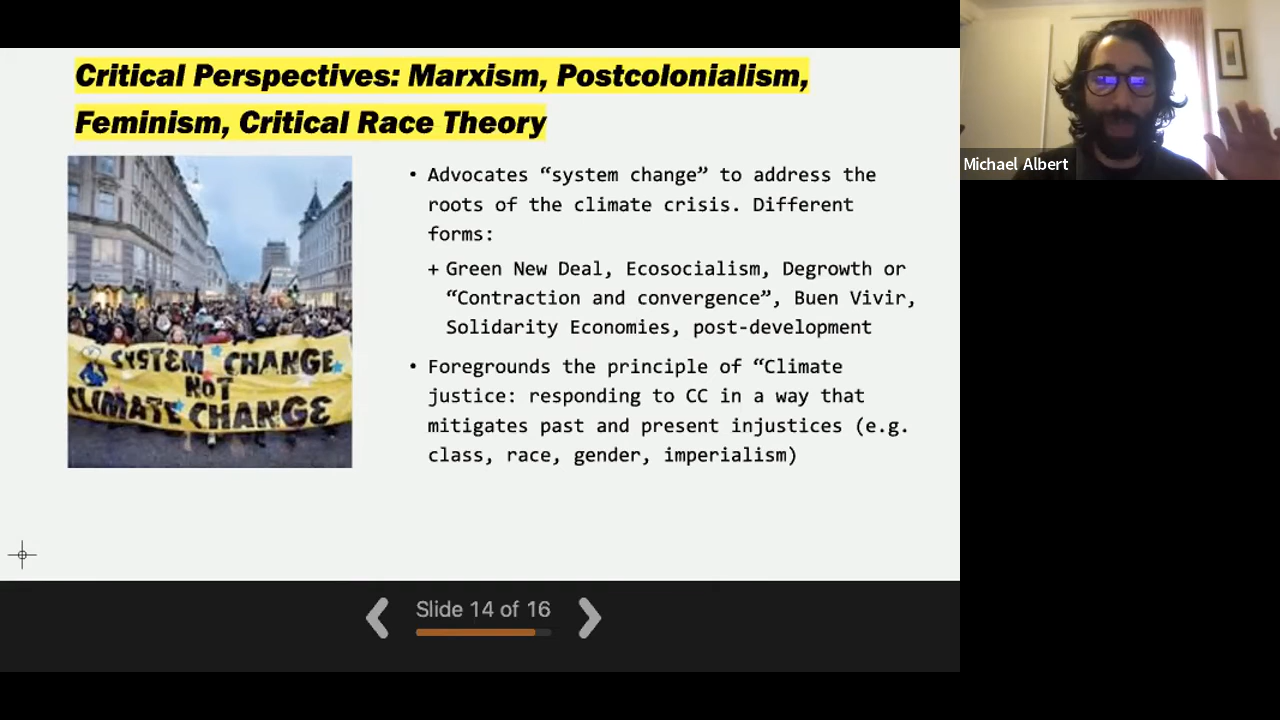 Critical Perspectives: Marxism, Postcolonialism,
Feminism, Critical Race Theory
• Advocates “system change” to address the
roots of the climate crisis. Different
forms:
+ Green New Deal, Ecosocialism, Degrowth or
“Contraction and convergence”, Buen Vivir,
Solidarity Economies, post-development
• Foregrounds the principle of “Climate
justice: responding to CC in a way that
mitigates past and present injustices (e.g.
class, race, gender, imperialism)
SYSTEM CHANGE
NOT
CLIMATE CHANGE
Slide 14 of 16
Michael Albert